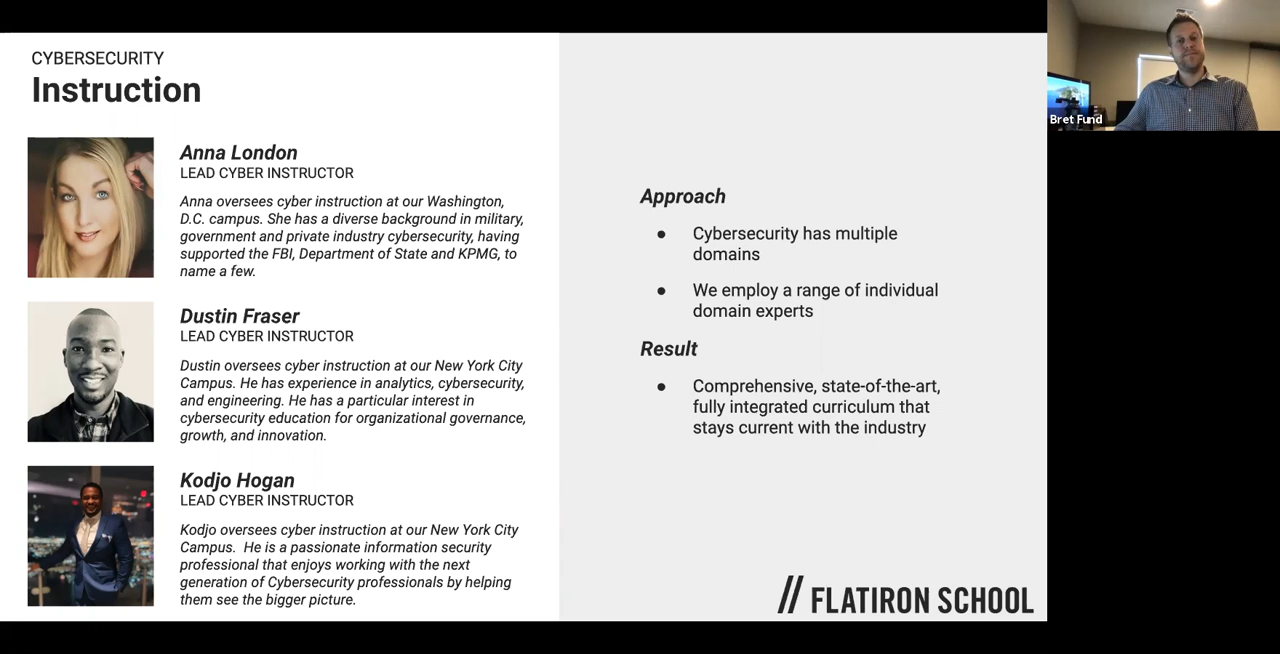 CYBERSECURITY
Instruction
Anna London
LEAD CYBER INSTRUCTOR
Anna oversees cyber instruction at our Washington,
D.C. campus. She has a diverse background in military,
government and private industry cybersecurity, having
supported the FBI, Department of State and KPMG, to
name a few.
Dustin Fraser
LEAD CYBER INSTRUCTOR
Dustin oversees cyber instruction at our New York City
Campus. He has experience in analytics, cybersecurity,
and engineering. He has a particular interest in
cybersecurity education for organizational governance,
growth, and innovation.
Kodjo Hogan
LEAD CYBER INSTRUCTOR
Kodjo oversees cyber instruction at our New York City
Campus.  He is a passionate information security
professional that enjoys working with the next
generation of Cybersecurity professionals by helping
them see the bigger picture.
Approach
● Cybersecurity has multiple
domains
● We employ a range of individual
domain experts
Result
● Comprehensive, state-of-the-art,
fully integrated curriculum that
stays current with the industry
// FLATIRON SCHOOL
Bret Fund